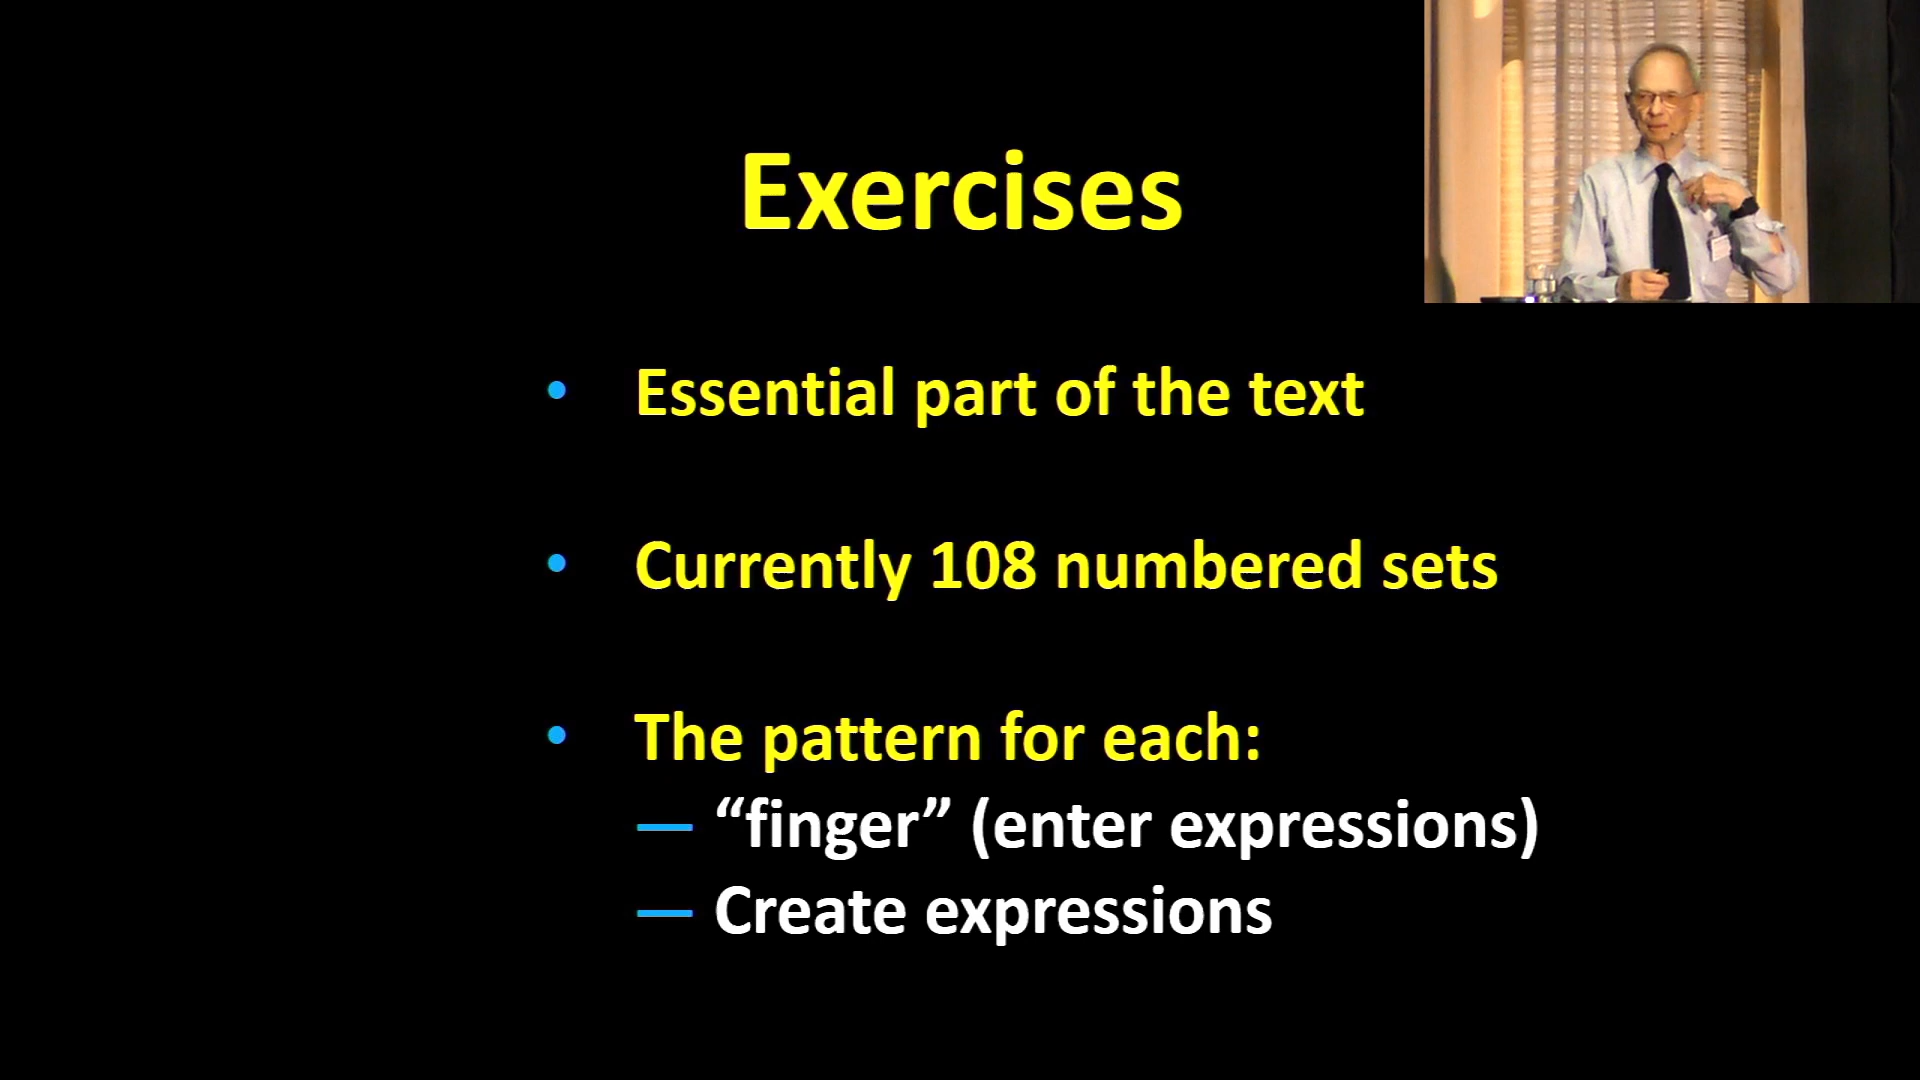 Exercises
• Essential part of the text
• Currently 108 numbered sets
• The pattern for each:
— “finger” (enter expressions)
— Create expressions